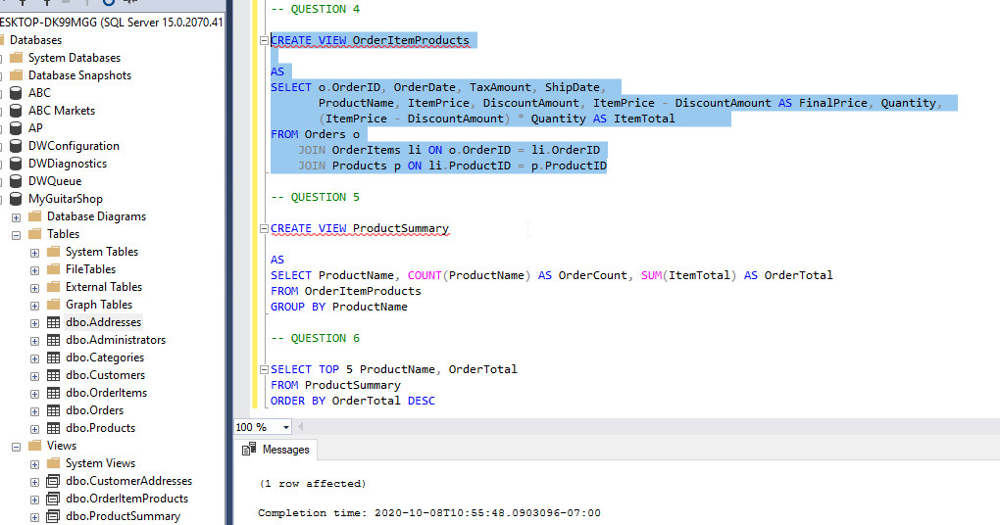 ESKTOP-DK99MGG (SQL Server 15.0.2070.41
Databases
System Databases
Database Snapshots
ABC
ABC Markets
AP
DWConfiguration
DWDiagnostics
DWQueue
MyGuitarShop
Database Diagrams
Tables
System Tables
FileTables
External Tables
Graph Tables
dbo.Addresses
dbo.Administrators
dbo.Categories
dbo.Customers
dbo.OrderItems
dbo.Orders
dbo.Products
Views
System Views
dbo.CustomerAddresses
dbo.OrderItemProducts
dbo.ProductSummary
-- QUESTION 4
CREATE VIEW OrderItemProducts
AS
SELECT o.OrderID, OrderDate, TaxAmount, ShipDate,
ProductName, ItemPrice, DiscountAmount, ItemPrice - DiscountAmount AS FinalPrice, Quantity,
(ItemPrice - DiscountAmount) * Quantity AS ItemTotal
FROM Orders o
JOIN OrderItems li ON o.OrderID = li.OrderID
JOIN Products p ON li.ProductID = p.ProductID
-- QUESTION 5
CREATE VIEW ProductSummary
AS
SELECT ProductName, COUNT(ProductName) AS OrderCount, SUM(ItemTotal) AS OrderTotal
FROM OrderItemProducts
GROUP BY ProductName
-- QUESTION 6
SELECT TOP 5 ProductName, OrderTotal
FROM ProductSummary
ORDER BY OrderTotal DESC
100 %
Messages
(1 row affected)
Completion time: 2020-10-08T10:55:48.0903096-07:00